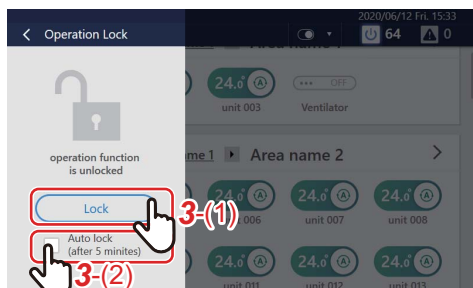 2020/06/12 Fri. 15:33
Operation Lock
64
0
24.0 A
OFF
unit 003
Ventilator
operation function
is unlocked
me 1 Area name 2
Lock
3-(1)
24.0 A
24.0 A
24.0 A
006
unit 007
unit 008
Auto lock
(after 5 minites)
3-(2)
24.0 A
24.0 A
24.0 A
unit 011
unit 012
unit 013